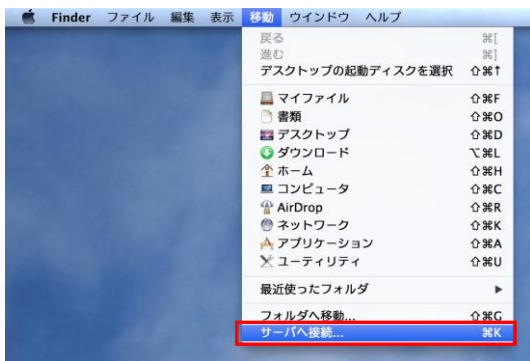 Finder ファイル 編集 表示 移動 ウインドウ ヘルプ
戻る ⌘[
進む ⌘]
デスクトップの起動ディスクを選択 ⇧⌘↑
マイファイル ⇧⌘F
書類 ⇧⌘O
デスクトップ ⇧⌘D
ダウンロード ⌥⌘L
ホーム ⇧⌘H
コンピュータ ⇧⌘C
AirDrop ⇧⌘R
ネットワーク ⇧⌘K
アプリケーション ⇧⌘A
ユーティリティ ⇧⌘U
最近使ったフォルダ ▶
フォルダへ移動... ⇧⌘G
サーバへ接続... ⌘K